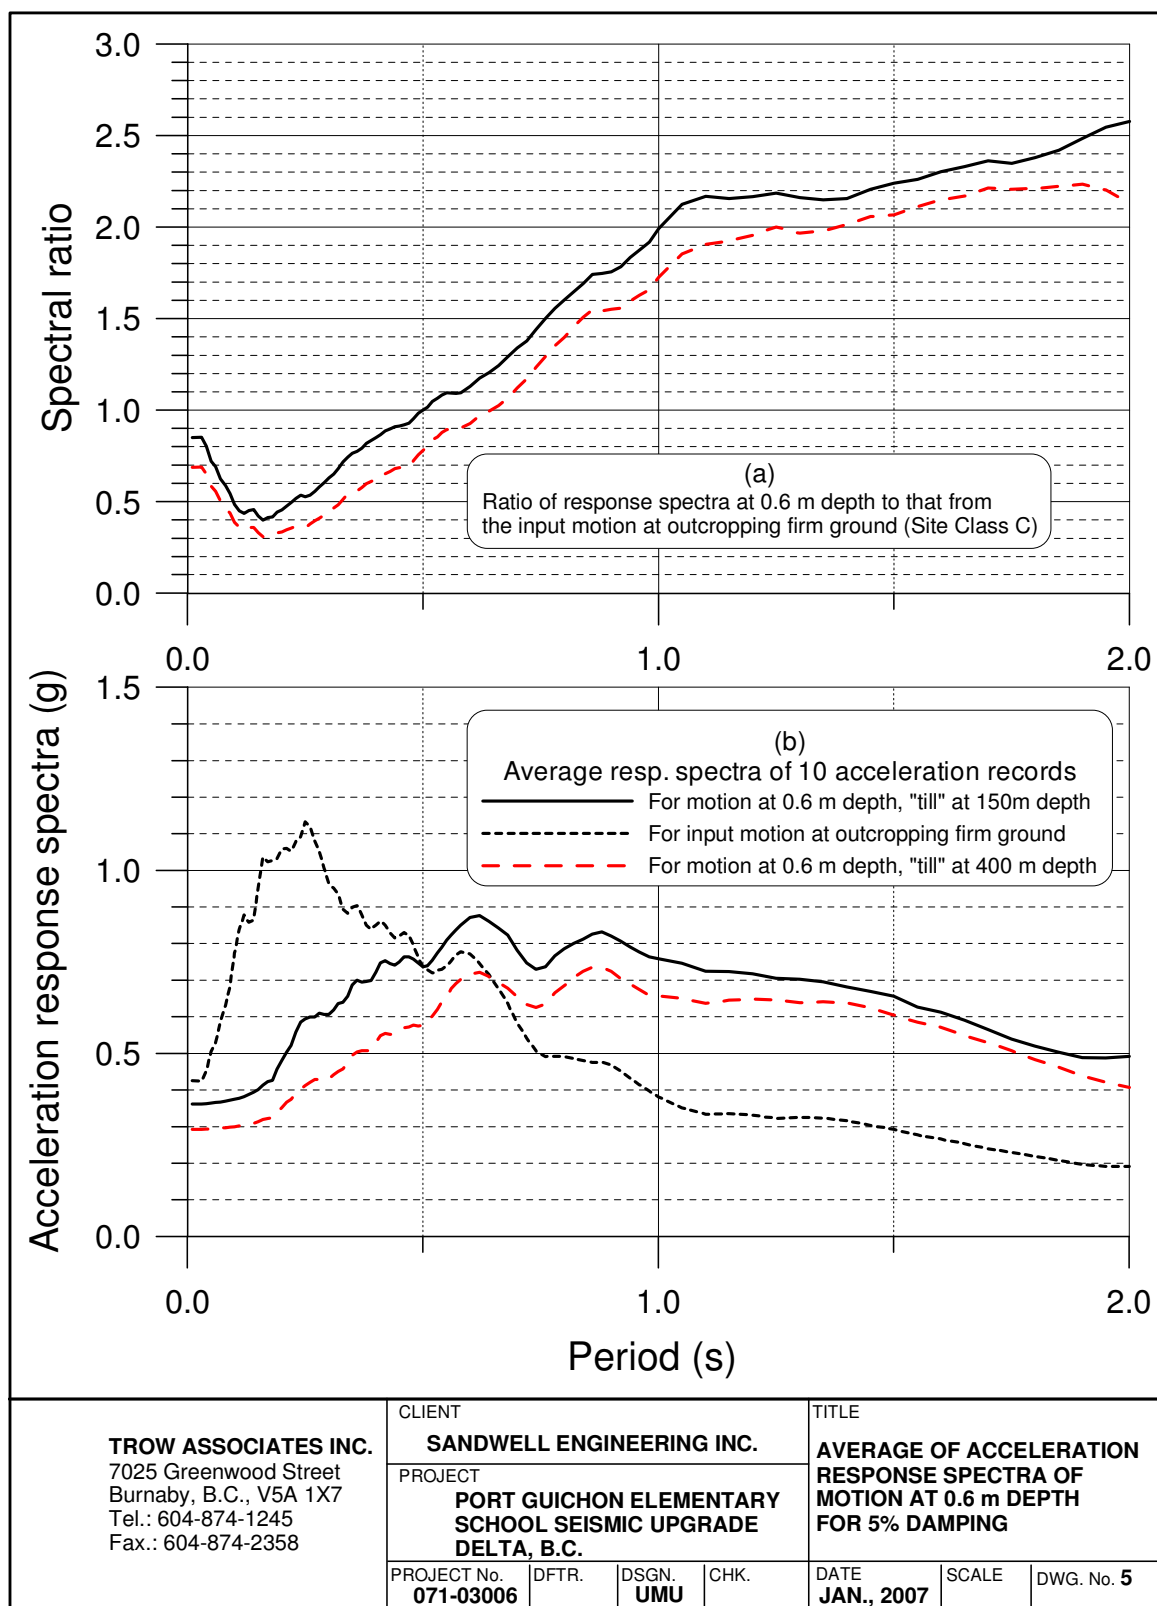 3.0
2.5
2.0
1.5
1.0
0.5
0.0
Spectral ratio
(a)
Ratio of response spectra at 0.6 m depth to that from
the input motion at outcropping firm ground (Site Class C)
0.0
1.0
2.0
1.5
1.0
0.5
0.0
Acceleration response spectra (g)
(b)
Average resp. spectra of 10 acceleration records
For motion at 0.6 m depth, "till" at 150m depth
For input motion at outcropping firm ground
For motion at 0.6 m depth, "till" at 400 m depth
0.0
1.0
2.0
Period (s)
TROW ASSOCIATES INC.
7025 Greenwood Street
Burnaby, B.C., V5A 1X7
Tel.: 604-874-1245
Fax.: 604-874-2358
CLIENT
SANDWELL ENGINEERING INC.
PROJECT
PORT GUICHON ELEMENTARY
SCHOOL SEISMIC UPGRADE
DELTA, B.C.
PROJECT No.
071-03006
DFTR.
DSGN.
UMU
CHK.
TITLE
AVERAGE OF ACCELERATION
RESPONSE SPECTRA OF
MOTION AT 0.6 m DEPTH
FOR 5% DAMPING
DATE
JAN., 2007
SCALE
DWG. No. 5